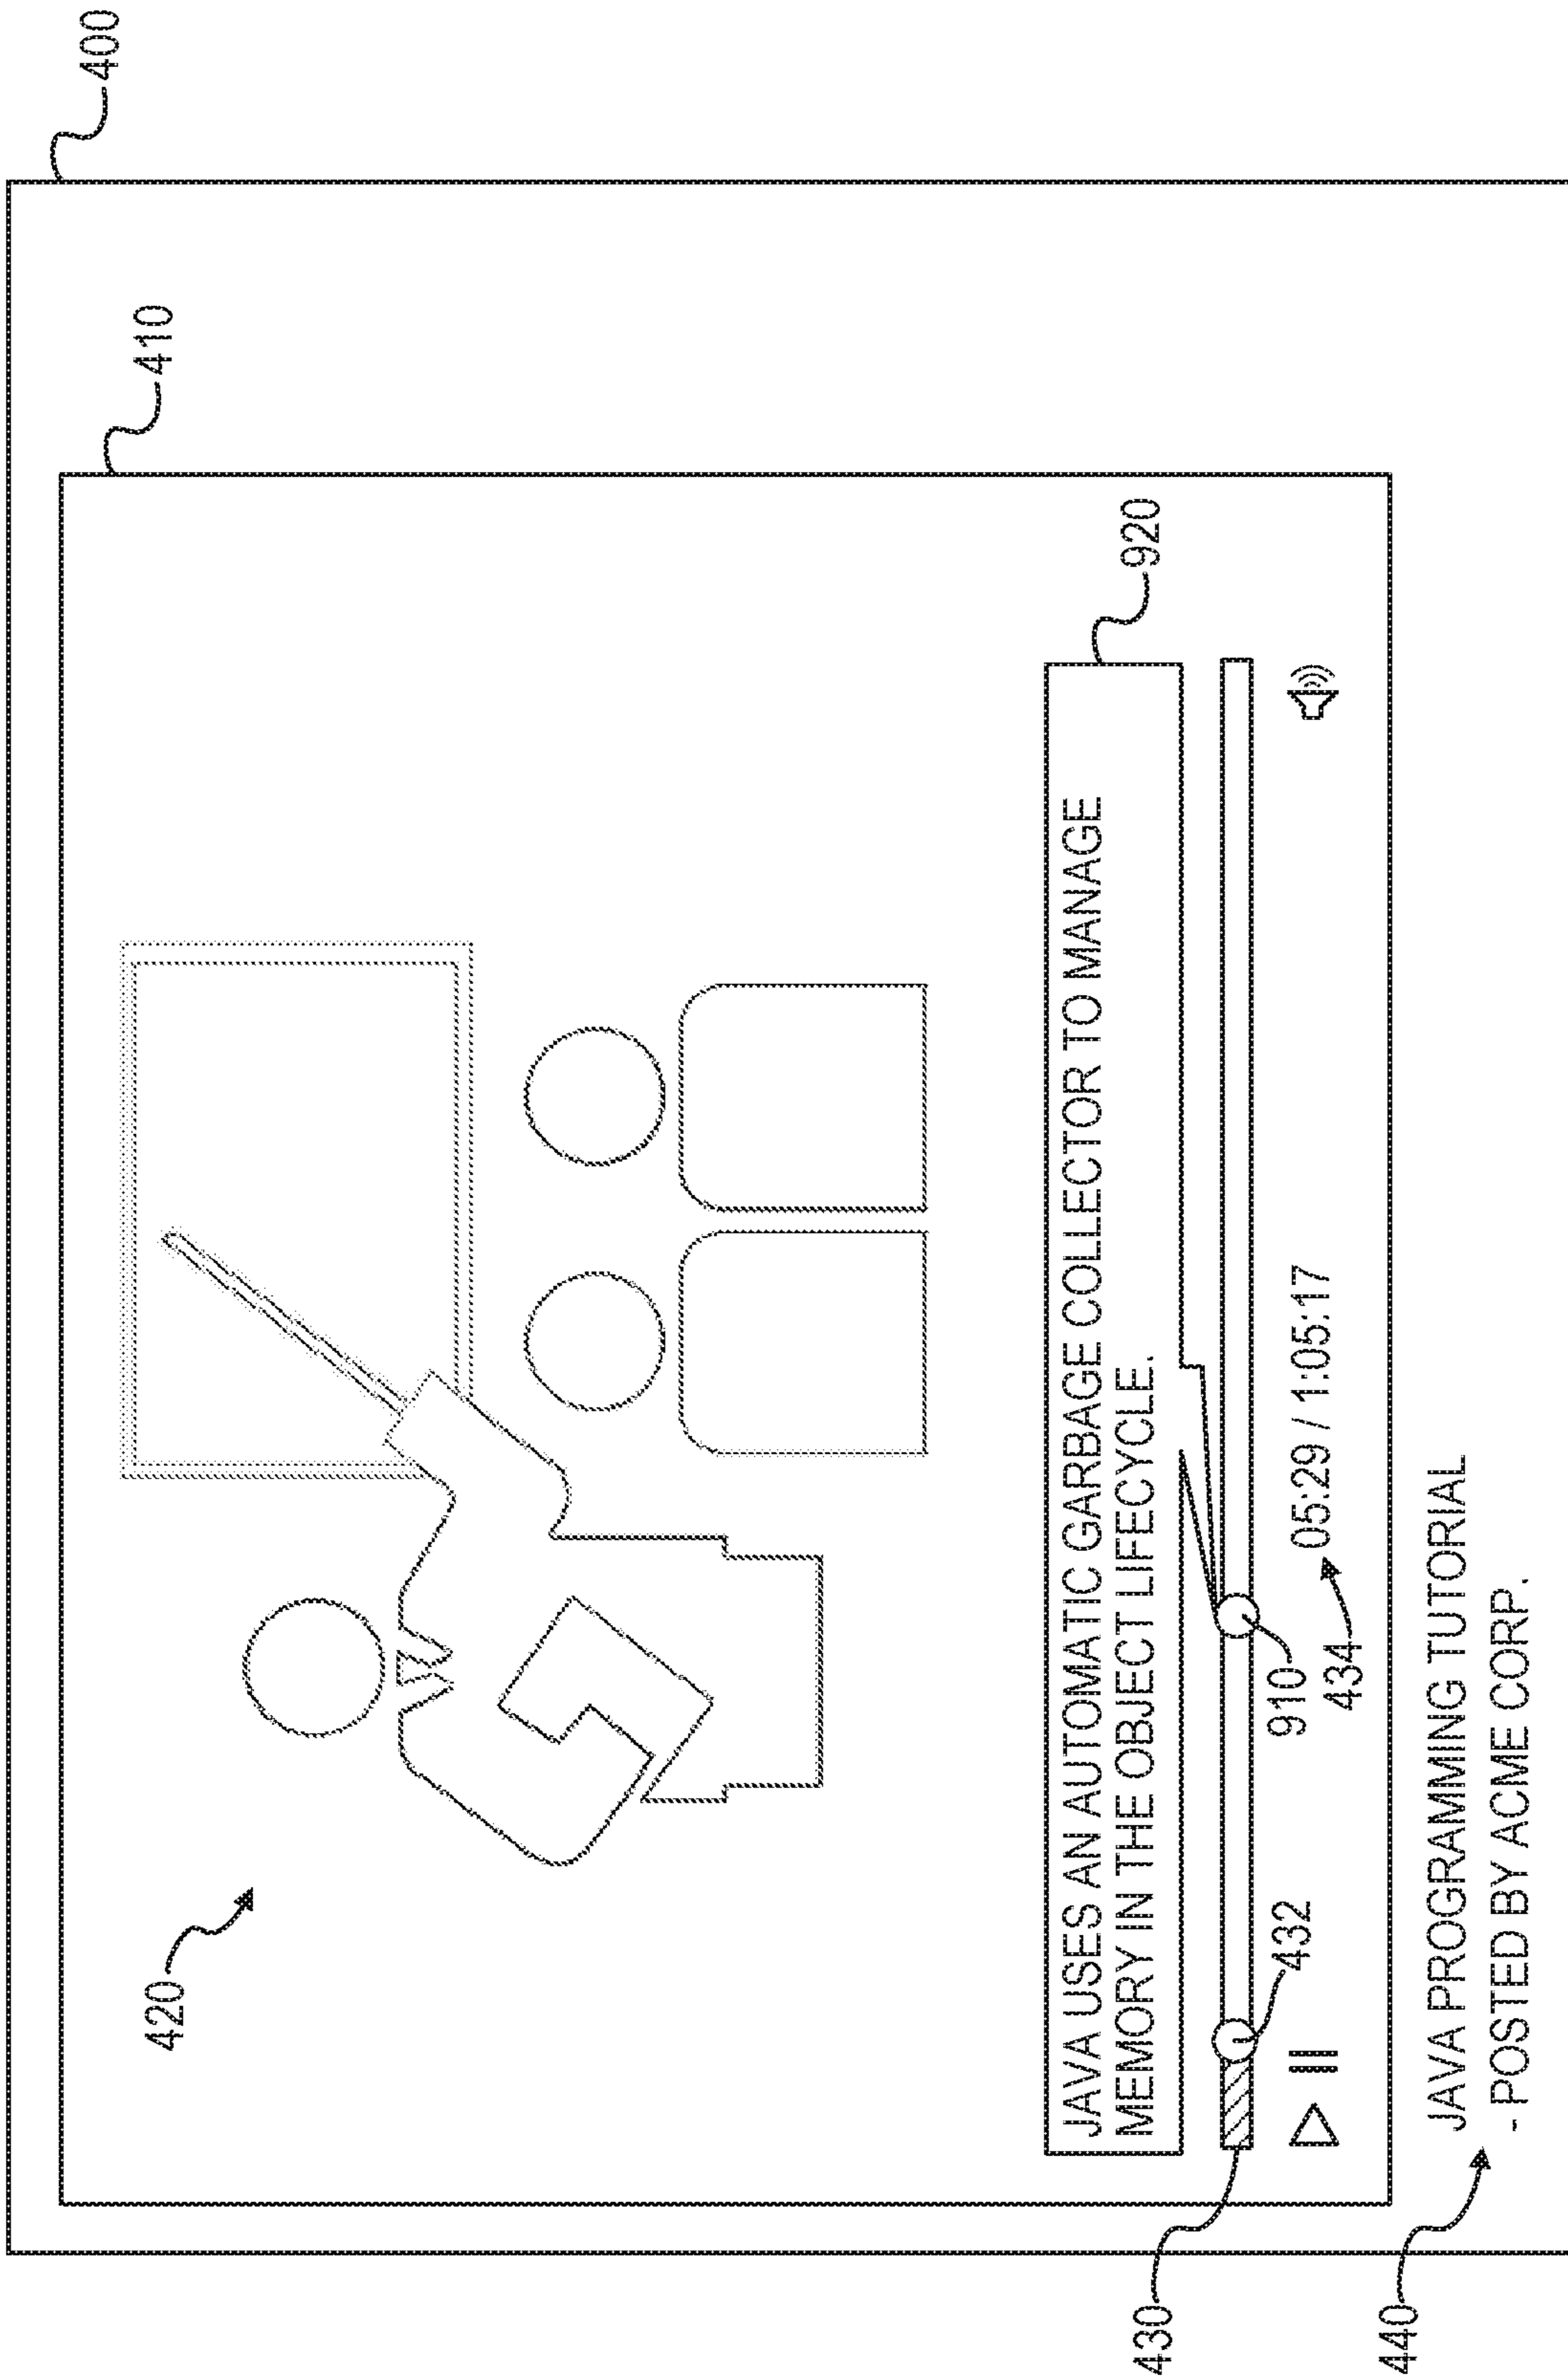 400
410
420
JAVA USES AN AUTOMATIC GARBAGE COLLECTOR TO MANAGE
MEMORY IN THE OBJECT LIFECYCLE.
920
430
432
910
434
05:29 / 1:05:17
440
JAVA PROGRAMMING TUTORIAL
- POSTED BY ACME CORP.